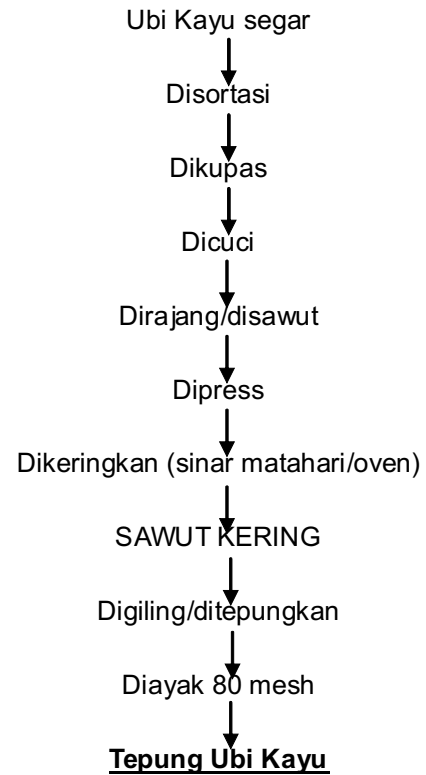 Ubi Kayu segar
Disortasi
Dikupas
Dicuci
Dirajang/disawut
Dipress
Dikeringkan (sinar matahari/oven)
SAWUT KERING
Digiling/ditepungkan
Diayak 80 mesh
Tepung Ubi Kayu